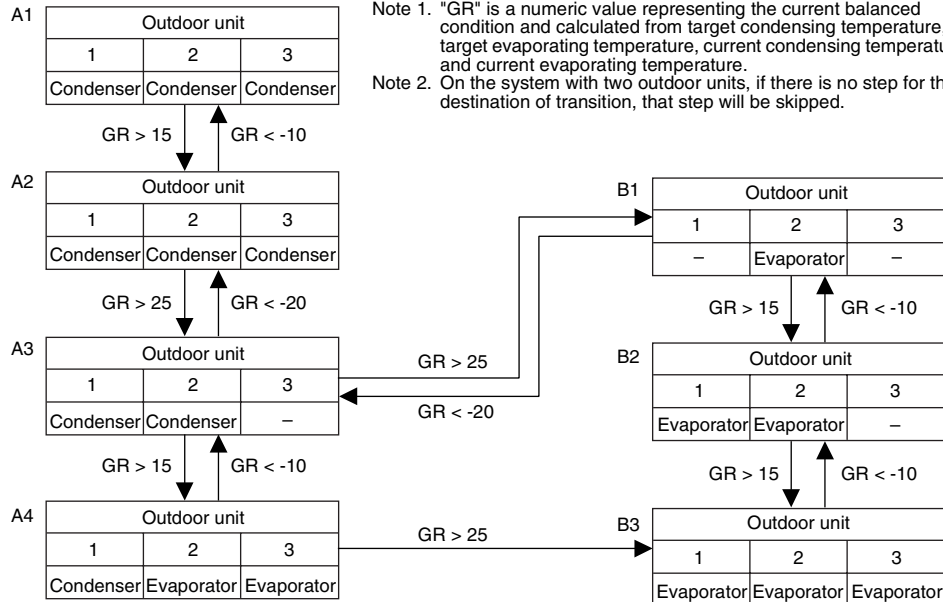 Note 1. "GR" is a numeric value representing the current balanced
condition and calculated from target condensing temperature
target evaporating temperature, current condensing
and current evaporating temperature.
Note 2. On the system with two outdoor units, if there is no step for
destination of transition, that step will be skipped.
A1
Outdoor unit
1 2 3
Condenser Condenser Condenser
GR > 15 GR < -10
A2
Outdoor unit
1 2 3
Condenser Condenser Condenser
GR > 25 GR < -20
A3
Outdoor unit
1 2 3
Condenser Condenser –
GR > 15 GR < -10
A4
Outdoor unit
1 2 3
Condenser Evaporator Evaporator
GR > 25
GR < -20
GR > 25
B1
Outdoor unit
1 2 3
– Evaporator –
GR > 15 GR < -10
B2
Outdoor unit
1 2 3
Evaporator Evaporator –
GR > 15 GR < -10
B3
Outdoor unit
1 2 3
Evaporator Evaporator Evaporator